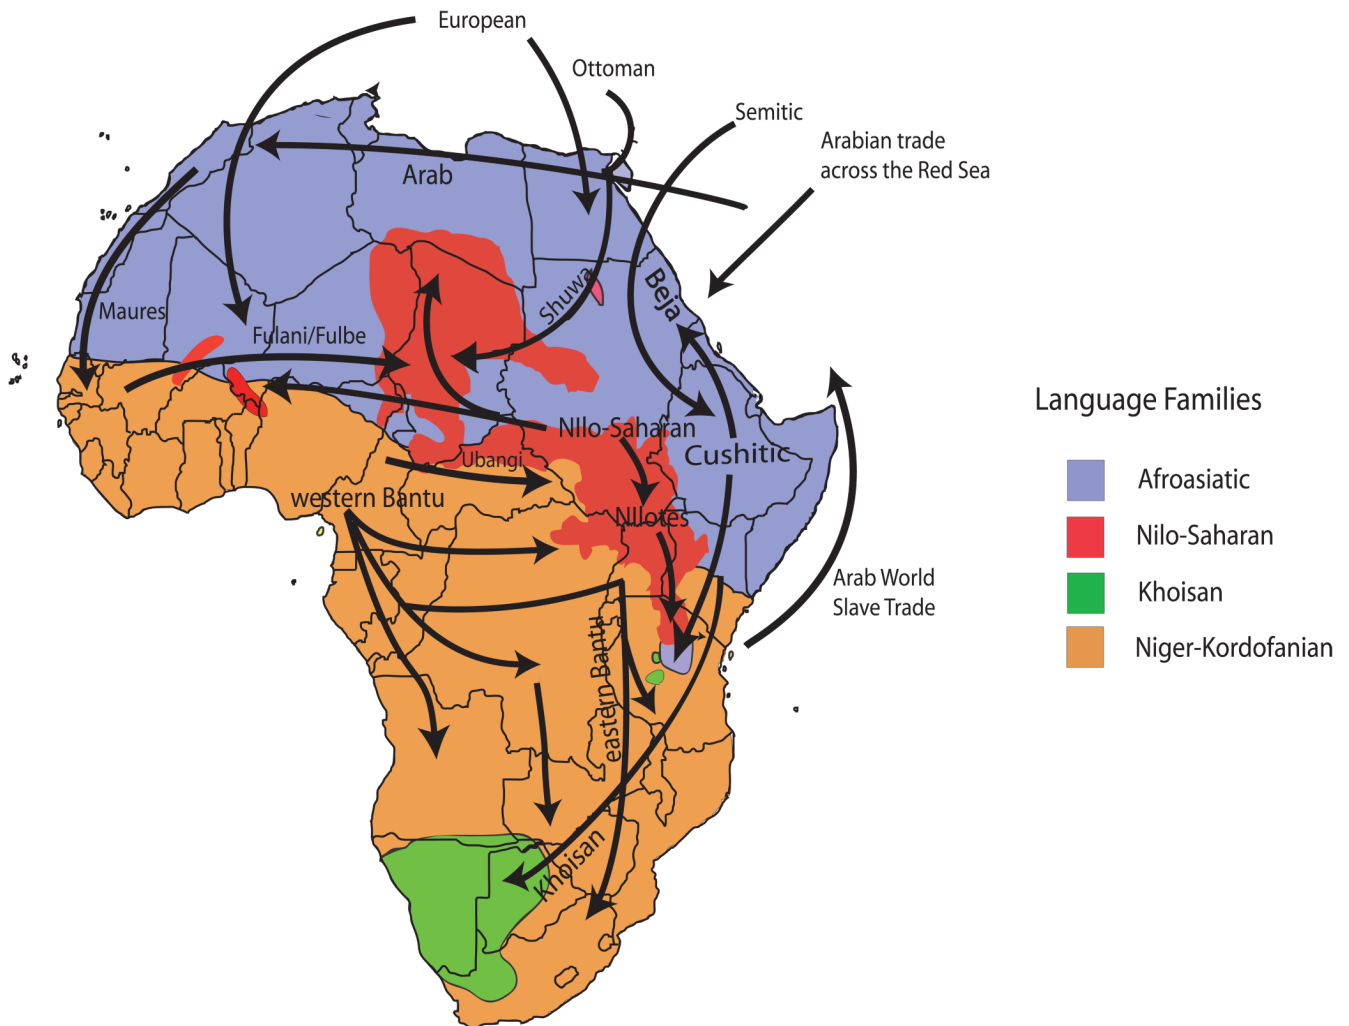 European
Ottoman
Semitic
Arabian trade
across the Red Sea
Arab
Beja
Shuwa
Maures
Fulani/Fulbe
NIlo-Saharan
Cushitic
Ubangi
western Bantu
NIlotes
Arab World
Slave Trade
eastern Bantu
Khoisan
Language Families
Afroasiatic
Nilo-Saharan
Khoisan
Niger-Kordofanian